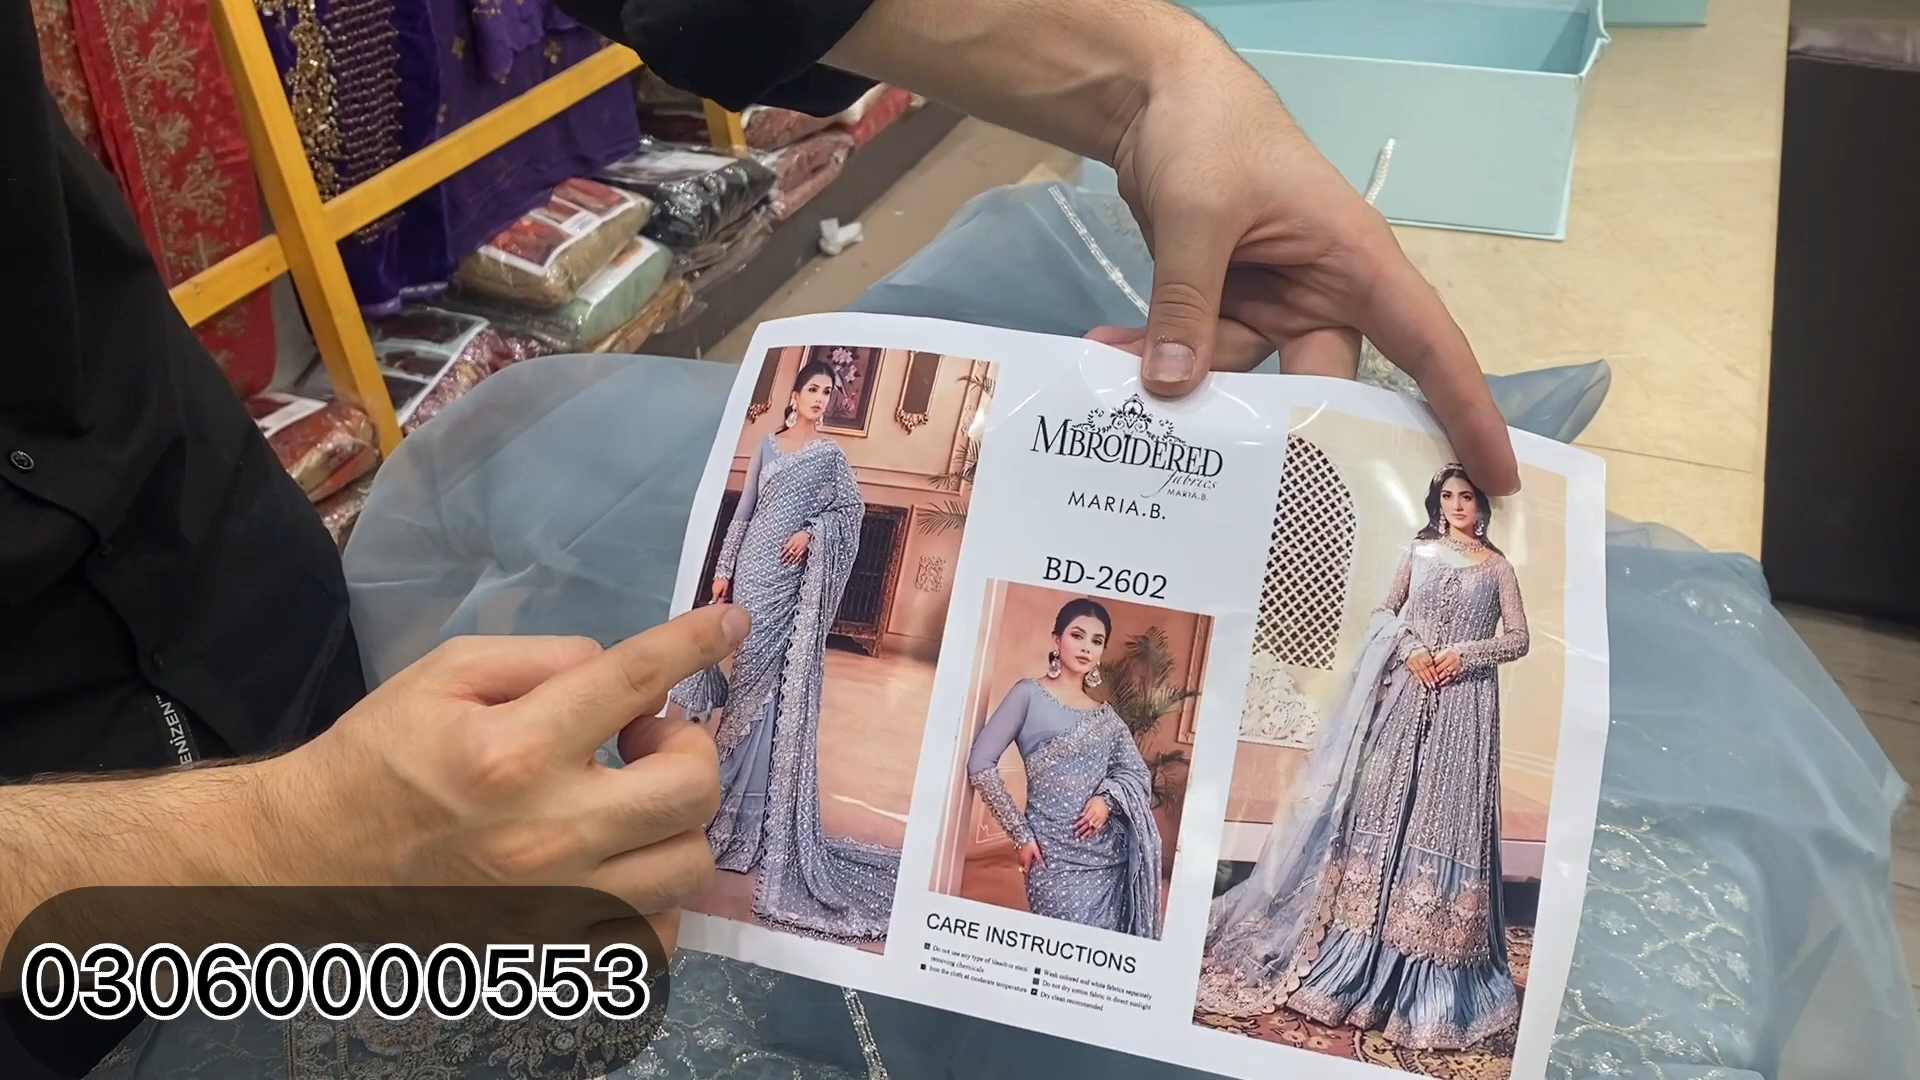 MBROIDERED
fabrics
MARIA.B.
MARIA.B.
BD-2602
CARE INSTRUCTIONS
Do not use any type of bleach or stain
removing chemicals
Iron the cloth at moderate temperature
Wash colored and white fabrics separately
Do not dry cotton fabric in direct sunlight
Dry clean recommended
ENİZEN
03060000553